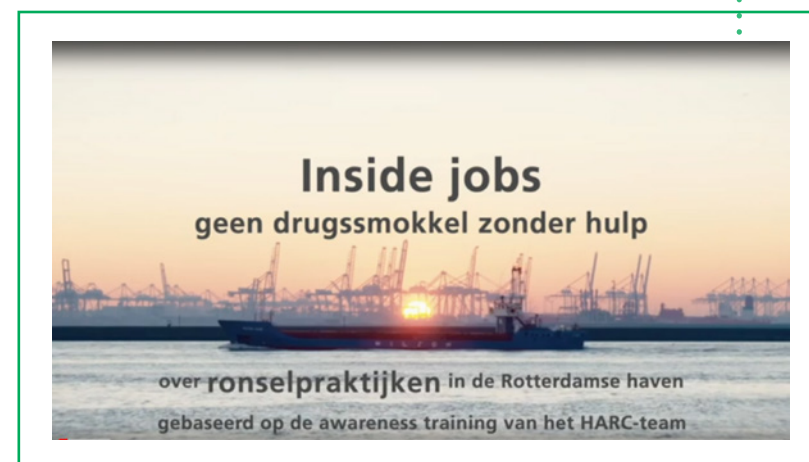 Inside jobs
geen drugssmokkel zonder hulp
over ronselpraktijken in de Rotterdamse haven
gebaseerd op de awareness training van het HARC-team